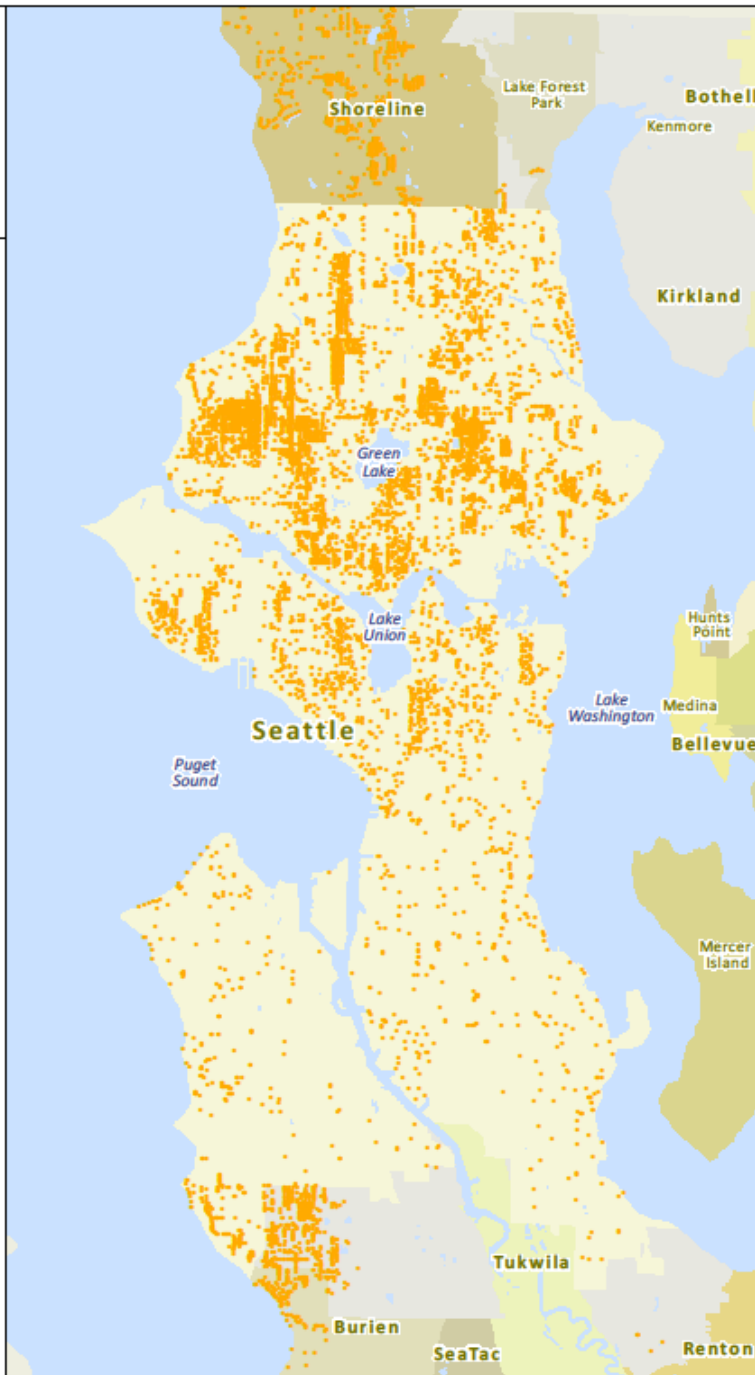 Lake Forest
Park
Shoreline
Bothell
Kenmore
Kirkland
Green
Lake
Hunts
Point
Lake
Union
Lake
Washington
Medina
Seattle
Bellevue
Puget
Sound
Mercer
Island
Tukwila
Burien
SeaTac
Renton